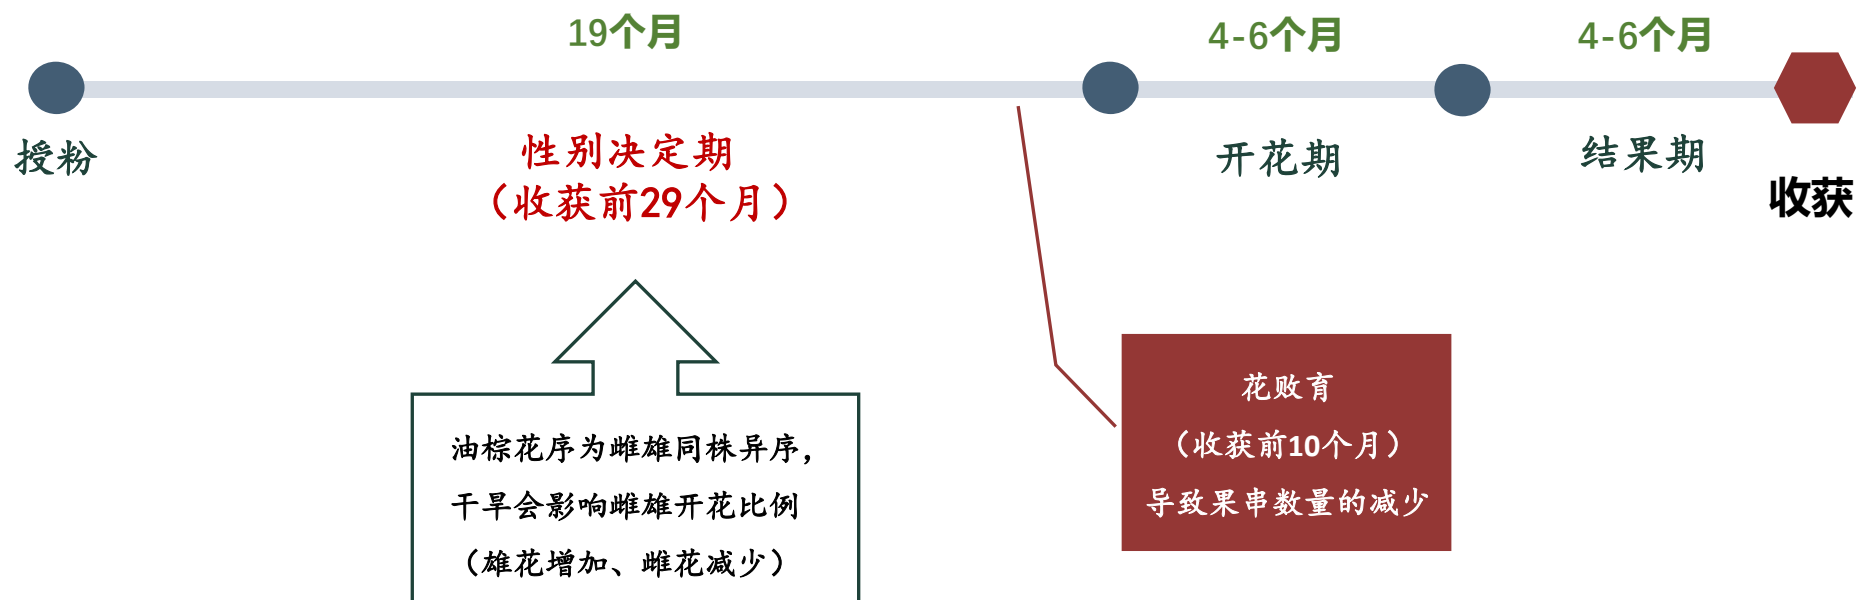 19个月
4-6个月
4-6个月
授粉
性别决定期
（收获前29个月）
开花期
结果期
收获
油棕花序为雌雄同株异序，
干旱会影响雌雄开花比例
（雄花增加、雌花减少）
花败育
（收获前10个月）
导致果串数量的减少